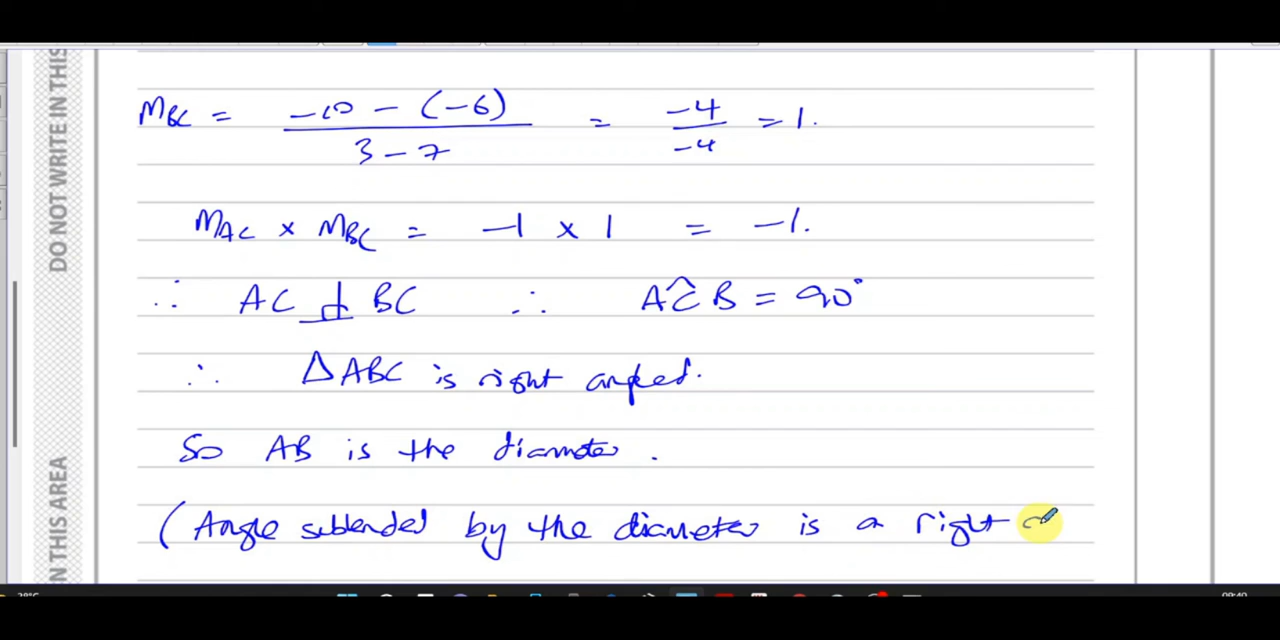 DO NOT WRITE IN THIS
N THIS AREA
M_BC = (-10 - (-6)) / (3 - 7) = -4 / -4 = 1.
M_AC × M_BC = -1 × 1 = -1.
∴ AC ⊥ BC ∴ AĈB = 90°
∴ ΔABC is right angled.
So AB is the diameter.
(Angle subtended by the diameter is a right